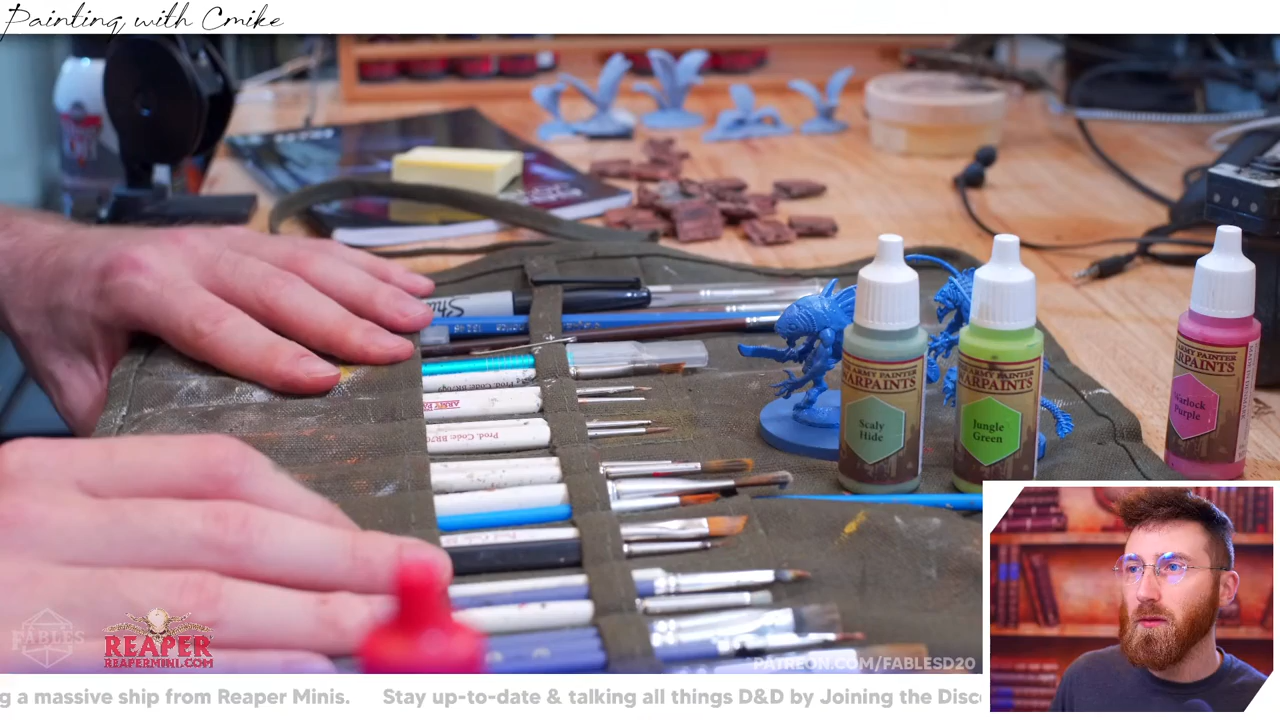 Painting with Cmike
Prod. Code:
Prod. Code:
ARMY PAINTER
WARPAINTS
Scaly
Hide
ARMY PAINTER
WARPAINTS
Jungle
Green
WARPAINTS
Warlock
Purple
FABLES
REAPER
REAPERMINI.COM
PATREON.COM/FABLESD20
g a massive ship from Reaper Minis. Stay up-to-date & talking all things D&D by Joining the Disc